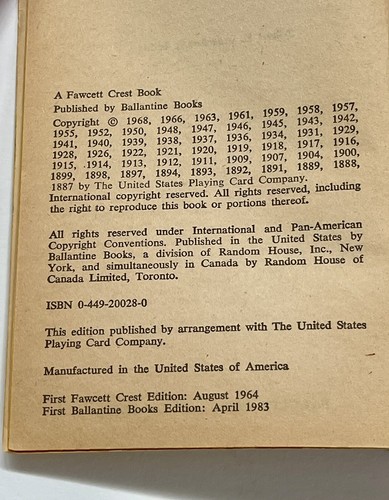 A Fawcett Crest Book
Published by Ballantine Books
Copyright © 1968, 1966, 1963, 1961, 1959, 1958, 1957,
1955, 1952, 1950, 1948, 1947, 1946, 1945, 1943, 1942,
1941, 1940, 1939, 1938, 1937, 1936, 1934, 1931, 1929,
1928, 1926, 1922, 1921, 1920, 1919, 1918, 1917, 1916,
1915, 1914, 1913, 1912, 1911, 1909, 1907, 1904, 1900,
1899, 1898, 1897, 1894, 1893, 1892, 1891, 1889, 1888,
1887 by The United States Playing Card Company.
International copyright reserved. All rights reserved, including
the right to reproduce this book or portions thereof.
All rights reserved under International and Pan-American
Copyright Conventions. Published in the United States by
Ballantine Books, a division of Random House, Inc., New
York, and simultaneously in Canada by Random House of
Canada Limited, Toronto.
ISBN 0-449-20028-0
This edition published by arrangement with The United States
Playing Card Company.
Manufactured in the United States of America
First Fawcett Crest Edition: August 1964
First Ballantine Books Edition: April 1983